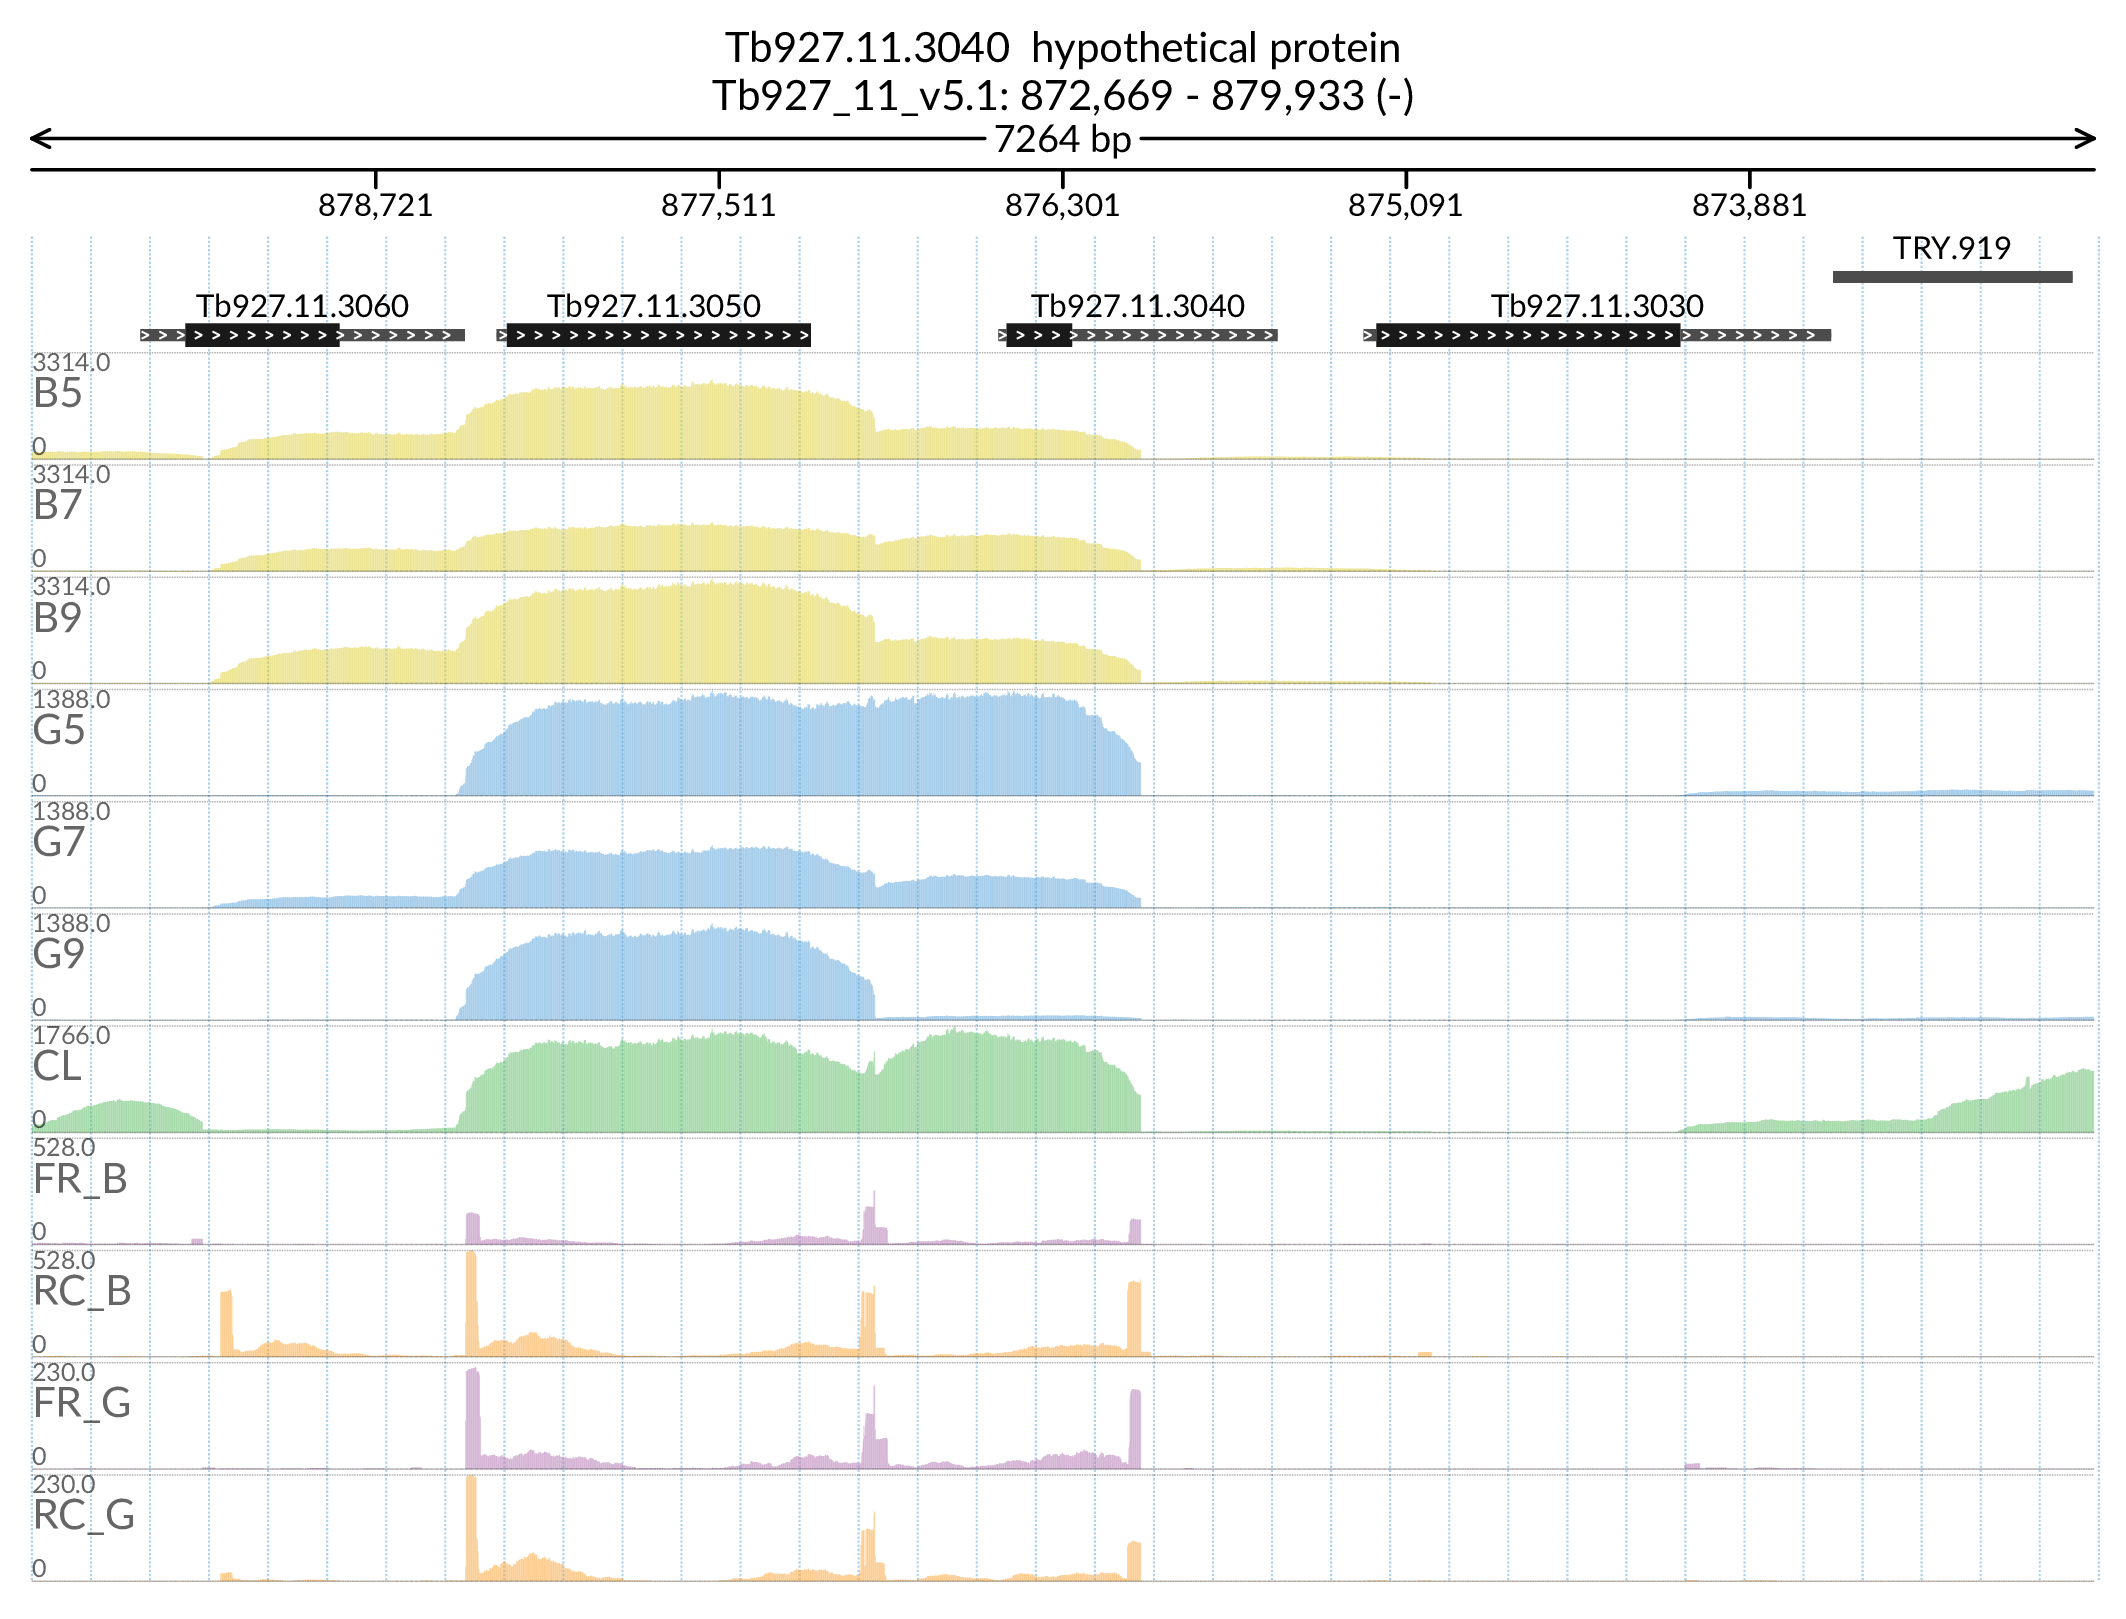 Tb927.11.3040 hypothetical protein
Tb927_11_v5.1: 872,669 - 879,933 (-)
7264 bp
878,721 877,511 876,301 875,091 873,881
TRY.919
Tb927.11.3060 Tb927.11.3050 Tb927.11.3040 Tb927.11.3030
3314.0
B5
0
3314.0
B7
0
3314.0
B9
0
1388.0
G5
0
1388.0
G7
0
1388.0
G9
0
1766.0
CL
0
528.0
FR_B
0
528.0
RC_B
0
230.0
FR_G
0
230.0
RC_G
0